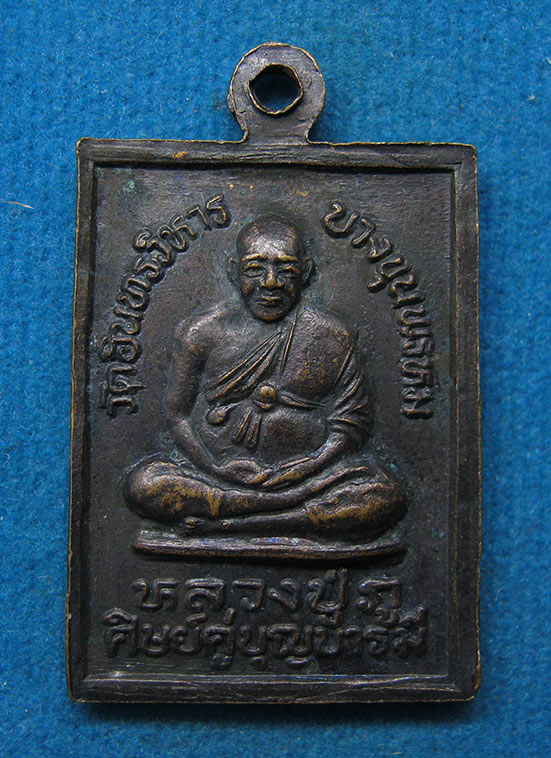 วัดอินทรวิหาร
บางขุนพรหม
หลวงปู่ภู
ศิษย์คู่บุญบารมี